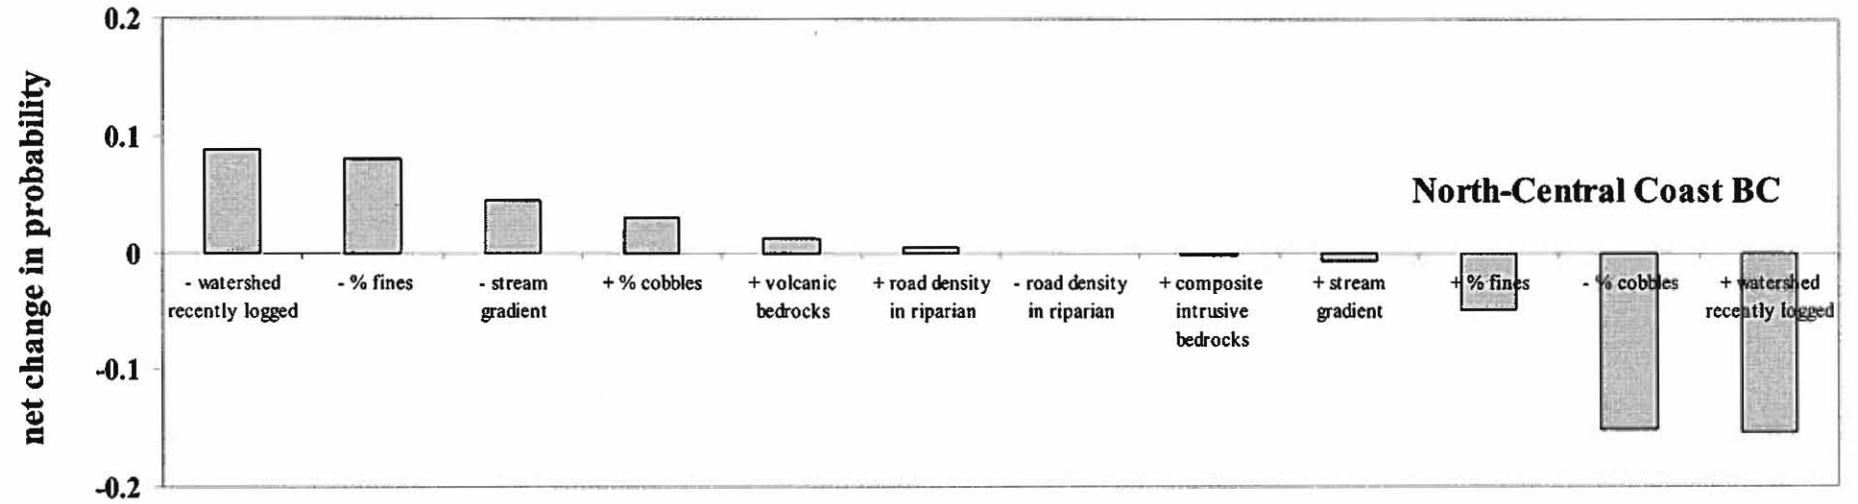 0.2
0.1
0
-0.1
-0.2
net change in probability
North-Central Coast BC
- watershed
recently logged
- % fines
- stream
gradient
+ % cobbles
+ volcanic
bedrocks
+ road density
in riparian
- road density
in riparian
+ composite
intrusive
bedrocks
+ stream
gradient
+ % fines
- % cobbles
+ watershed
recently logged